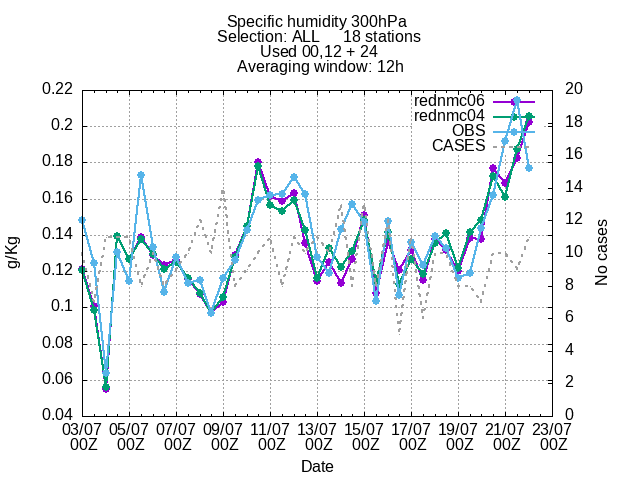 Specific humidity 300hPa
Selection: ALL 18 stations
Used 00,12 + 24
Averaging window: 12h
0.22
0.2
0.18
0.16
0.14
0.12
0.1
0.08
0.06
0.04
g/Kg
rednmc06
rednmc04
OBS
CASES
20
18
16
14
12
10
8
6
4
2
0
No cases
03/07 05/07 07/07 09/07 11/07 13/07 15/07 17/07 19/07 21/07 23/07
00Z 00Z 00Z 00Z 00Z 00Z 00Z 00Z 00Z 00Z 00Z
Date